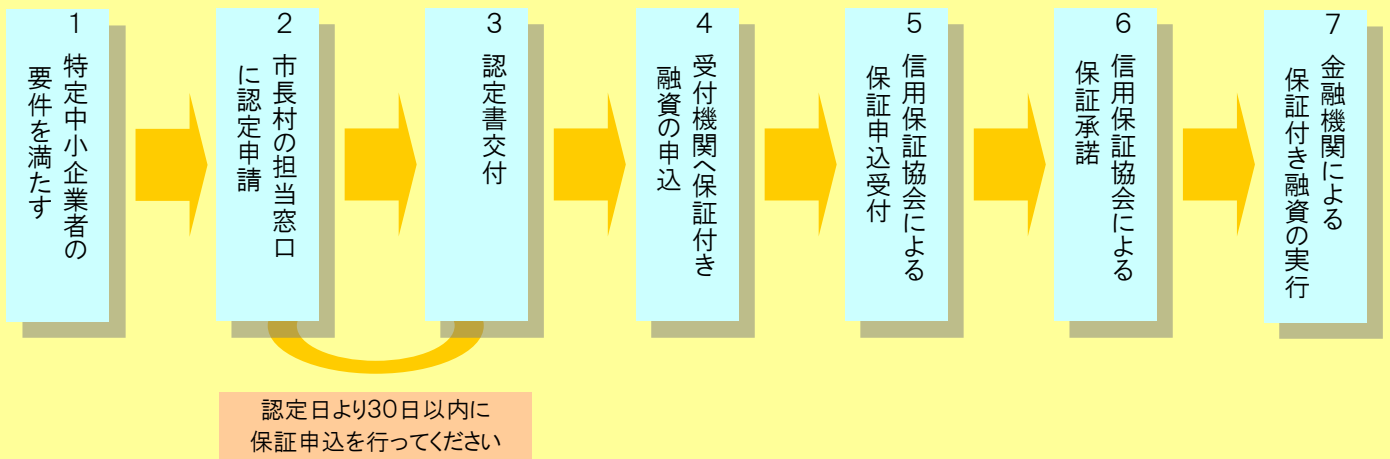 1
特定中小企業者の
要件を満たす
2
市長村の担当窓口
に認定申請
3
認定書交付
4
受付機関へ保証付き
融資の申込
5
信用保証協会による
保証申込受付
6
信用保証協会による
保証承諾
7
金融機関による
保証付き融資の実行
認定日より30日以内に
保証申込を行ってください